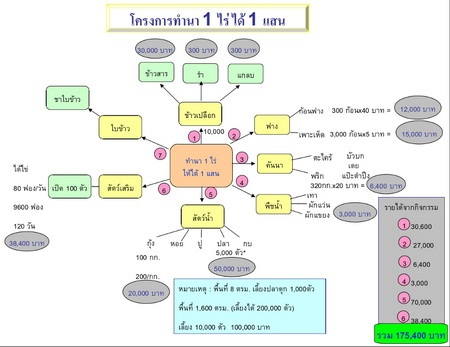 โครงการทำนา 1 ไร่ได้ 1 แสน
30,000 บาท
300 บาท
300 บาท
ข้าวสาร
รำ
แกลบ
ขาใบข้าว
ข้าวเปลือก
10,000
ใบข้าว
1
2
7
ฟาง
ก้อนฟาง 300 ก้อนx40 บาท =
12,000 บาท
เพาะเห็ด 3,000 ก้อนx5 บาท =
15,000 บาท
ทำนา 1 ไร่
ให้ได้ 1 แสน
3
คันนา
ตะไคร้
บัวบก
เตย
พริก
แป๊ะตำปึง
320กก.x20 บาท =
6,400 บาท
ได้ไข่
80 ฟอง/วัน
9600 ฟอง
120 วัน
38,400 บาท
เป็ด 100 ตัว
สัตว์เสริม
6
5
4
พืชน้ำ
เทา
ผักแว่น
ผักแขยง
3,000 บาท
สัตว์น้ำ
กุ้ง
หอย
ปู
ปลา
กบ
5,000 ตัว*
100 กก.
200/กก.
20,000 บาท
50,000 บาท
หมายเหตุ : พื้นที่ 8 ตรม. เลี้ยงปลาดุก 1,000ตัว
พื้นที่ 1,600 ตรม. (เลี้ยงได้ 200,000 ตัว)
เลี้ยง 10,000 ตัว 100,000 บาท
รายได้จากกิจกรรม
1 30,600
2 27,000
3 6,400
4 3,000
5 70,000
6 38,400
รวม 175,400 บาท